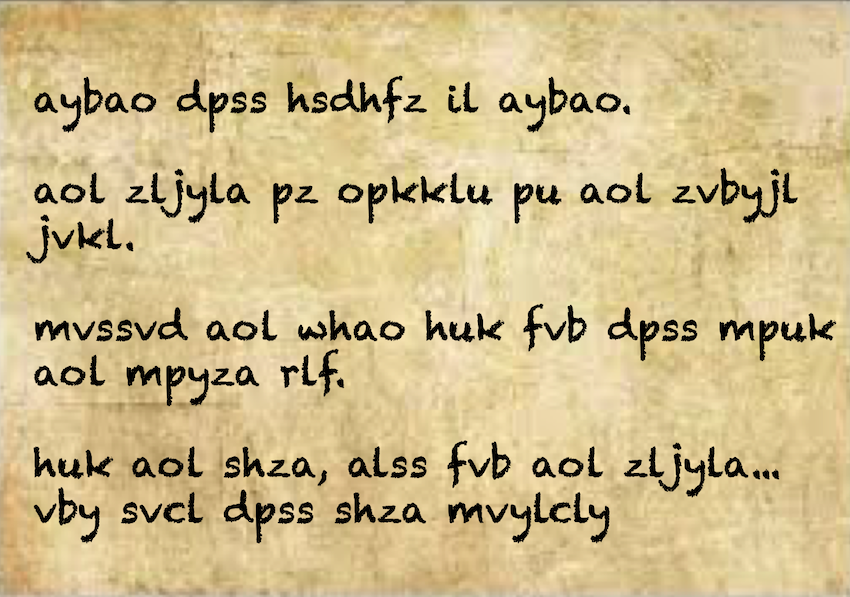 aybao dpss hsdhfz il aybao.
aol zljyla pz opkklu pu aol zvbyjl
jvkl.
mvssvd aol whao huk fvb dpss mpuk
aol mpyza rlf.
huk aol shza, alss fvb aol zljyla...
vby svcl dpss shza mvylcly